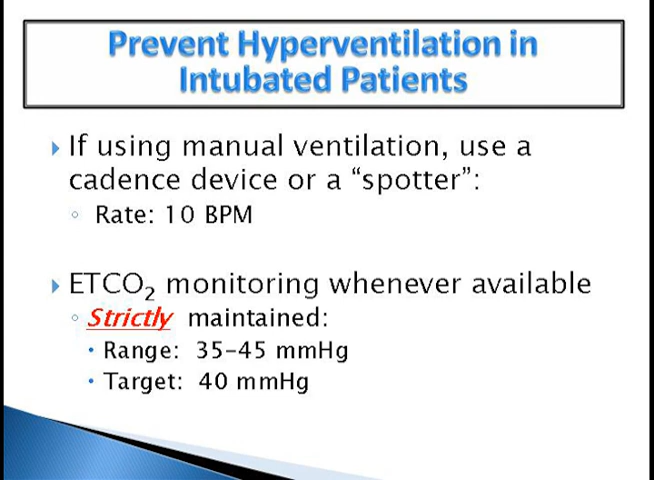 Prevent Hyperventilation in
Intubated Patients
If using manual ventilation, use a
cadence device or a “spotter”:
Rate: 10 BPM
ETCO₂ monitoring whenever available
Strictly maintained:
Range: 35-45 mmHg
Target: 40 mmHg